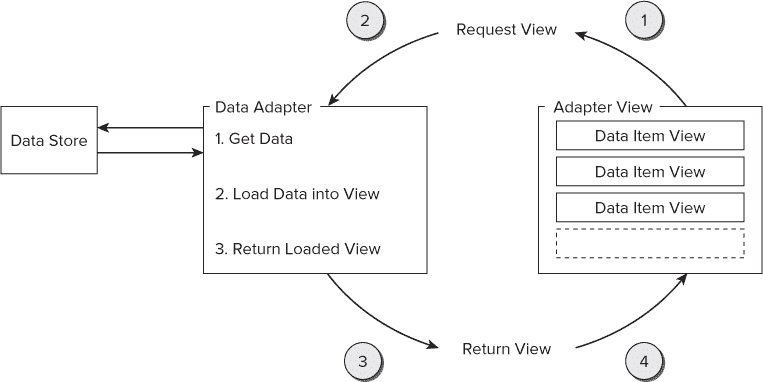 2
Request View
1
Data Store
Data Adapter
1. Get Data
2. Load Data into View
3. Return Loaded View
Adapter View
Data Item View
Data Item View
Data Item View
3
Return View
4